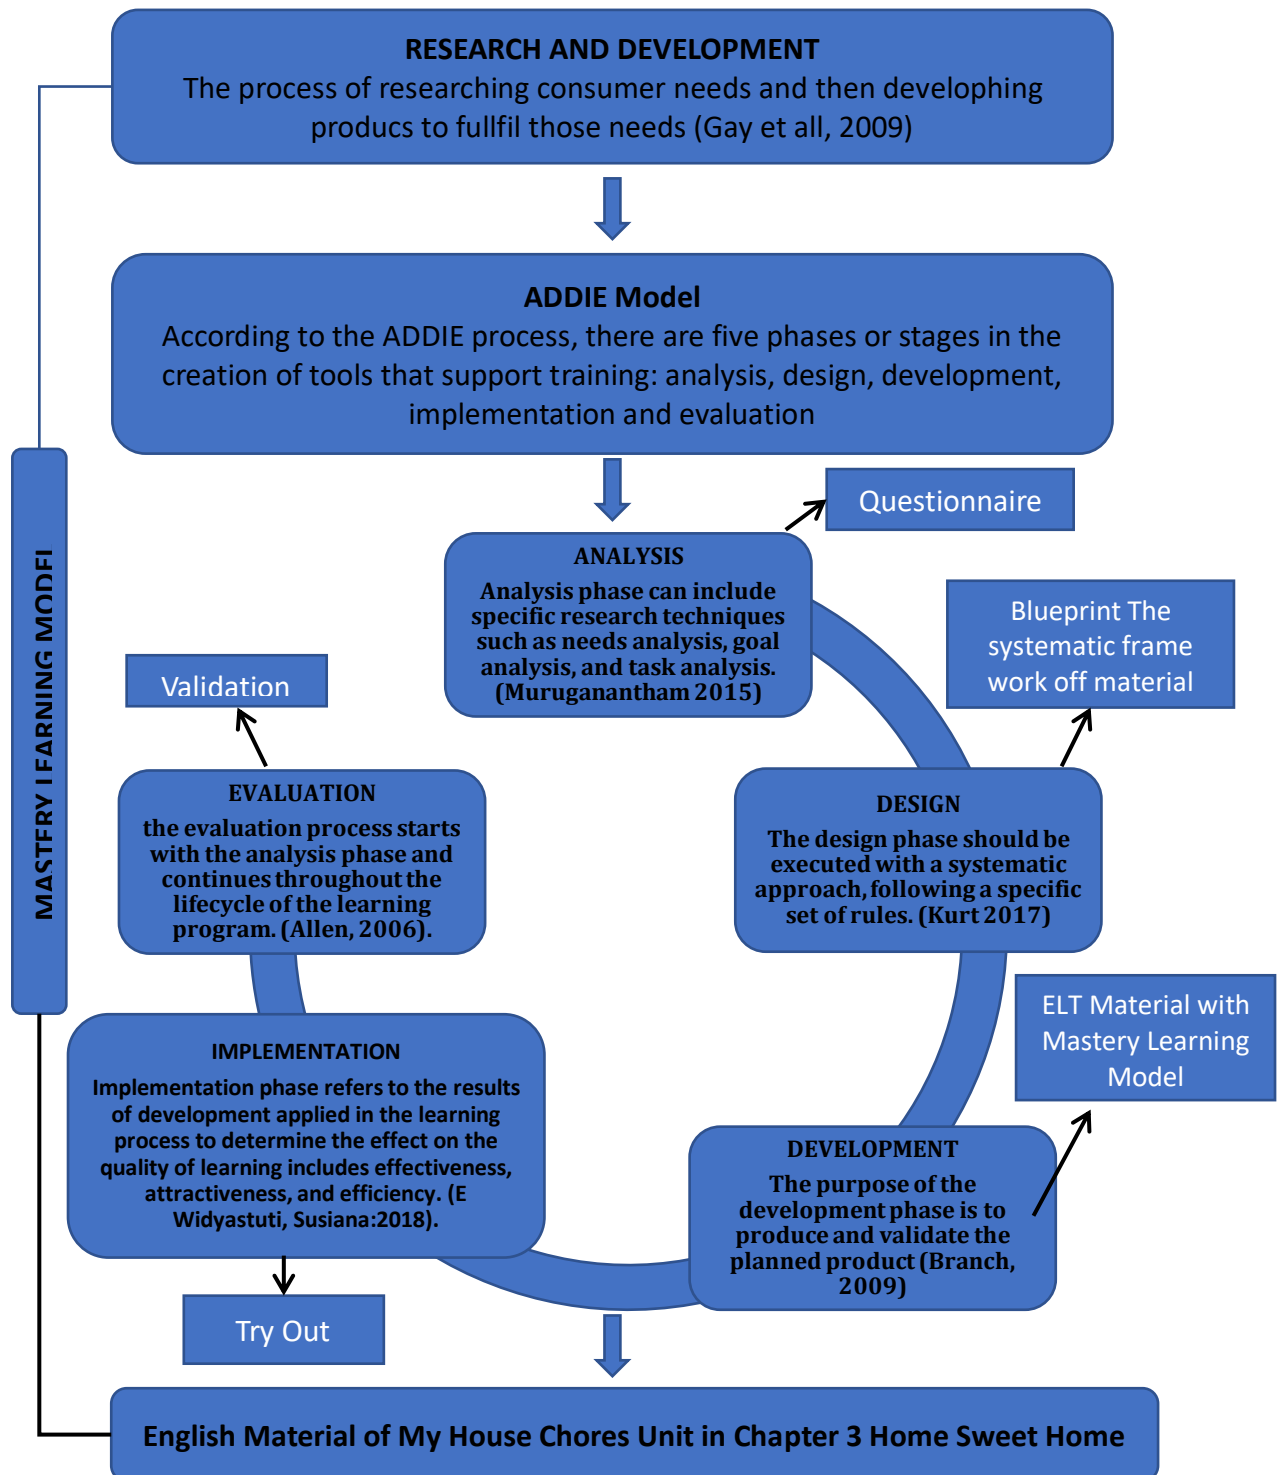 RESEARCH AND DEVELOPMENT
The process of researching consumer needs and then develophing
producs to fullfil those needs (Gay et all, 2009)
ADDIE Model
According to the ADDIE process, there are five phases or stages in the
creation of tools that support training: analysis, design, development,
implementation and evaluation
Questionnaire
ANALYSIS
Analysis phase can include
specific research techniques
such as needs analysis, goal
analysis, and task analysis.
(Muruganantham 2015)
Blueprint The
systematic frame
work off material
MASTERY LEARNING MODEL
Validation
EVALUATION
the evaluation process starts
with the analysis phase and
continues throughout the
lifecycle of the learning
program. (Allen, 2006).
DESIGN
The design phase should be
executed with a systematic
approach, following a specific
set of rules. (Kurt 2017)
ELT Material with
Mastery Learning
Model
IMPLEMENTATION
Implementation phase refers to the results
of development applied in the learning
process to determine the effect on the
quality of learning includes effectiveness,
attractiveness, and efficiency. (E
Widyastuti, Susiana:2018).
DEVELOPMENT
The purpose of the
development phase is to
produce and validate the
planned product (Branch,
2009)
Try Out
English Material of My House Chores Unit in Chapter 3 Home Sweet Home